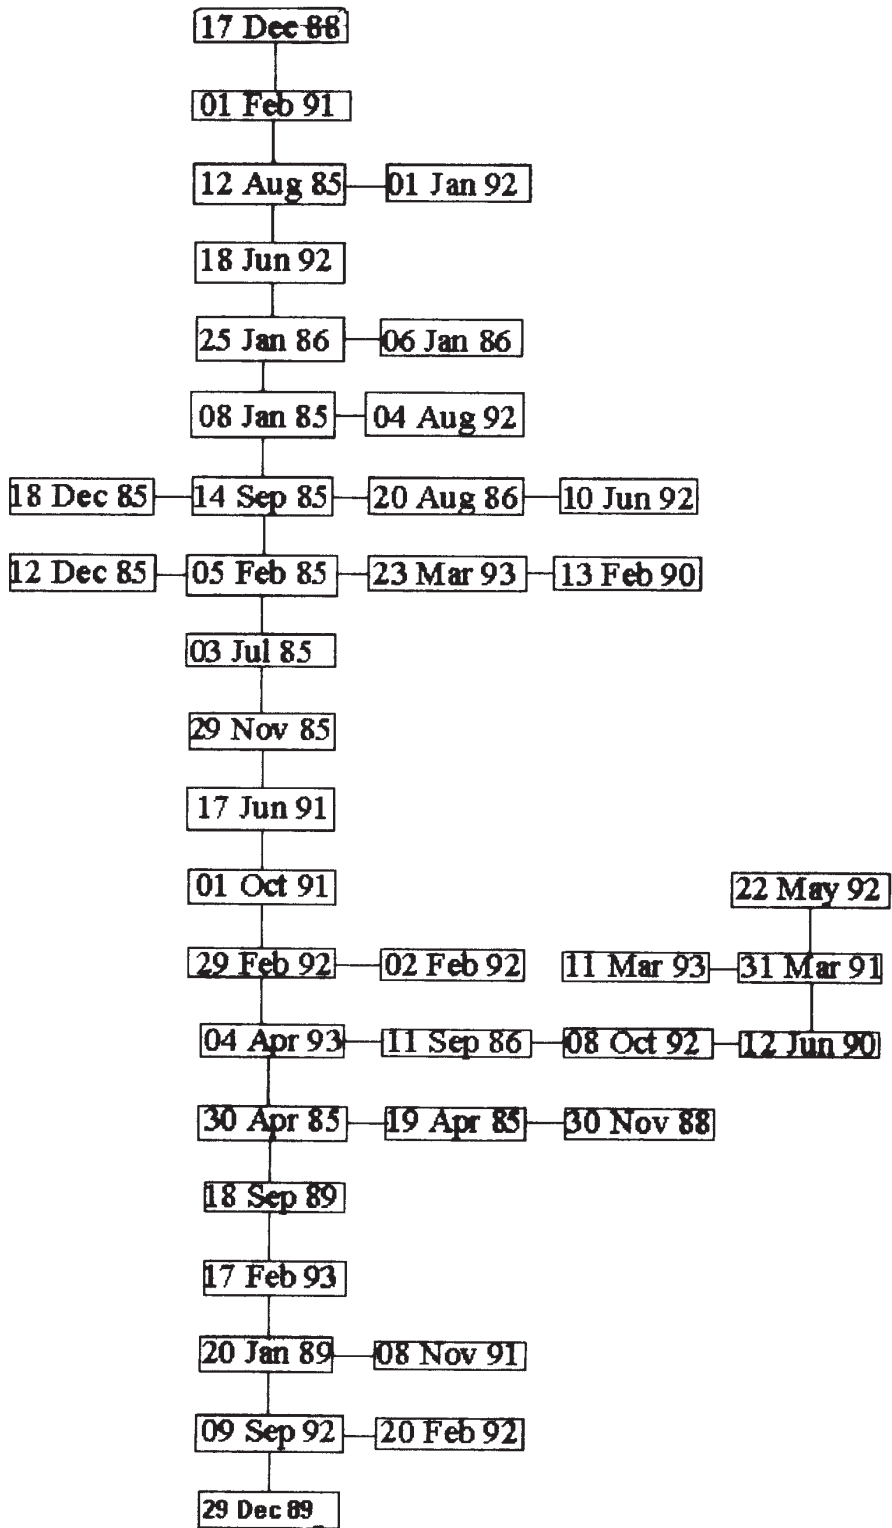 17 Dec 88
01 Feb 91
12 Aug 85 01 Jan 92
18 Jun 92
25 Jan 86 06 Jan 86
08 Jan 85 04 Aug 92
18 Dec 85 14 Sep 85 20 Aug 86 10 Jun 92
12 Dec 85 05 Feb 85 23 Mar 93 13 Feb 90
03 Jul 85
29 Nov 85
17 Jun 91
01 Oct 91 22 May 92
29 Feb 92 02 Feb 92 11 Mar 93 31 Mar 91
04 Apr 93 11 Sep 86 08 Oct 92 12 Jun 90
30 Apr 85 19 Apr 85 30 Nov 88
18 Sep 89
17 Feb 93
20 Jan 89 08 Nov 91
09 Sep 92 20 Feb 92
29 Dec 89